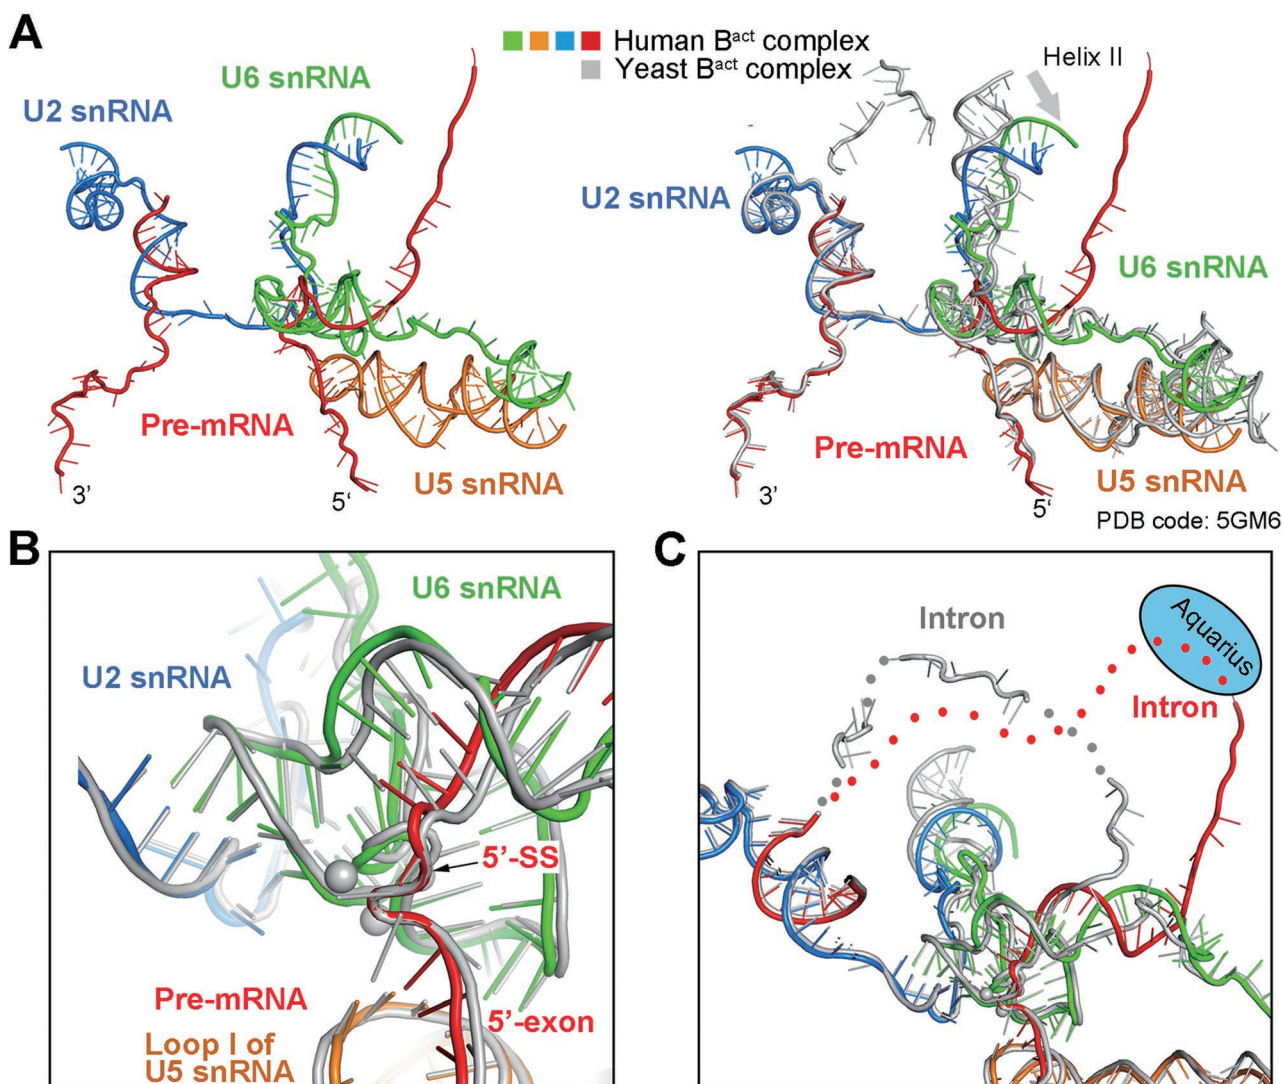 A
U6 snRNA
U2 snRNA
Pre-mRNA
U5 snRNA
3’
5‘
Human Bact complex
Yeast Bact complex
Helix II
U2 snRNA
U6 snRNA
Pre-mRNA
U5 snRNA
3’
5‘
PDB code: 5GM6
B
U6 snRNA
U2 snRNA
5’-SS
Pre-mRNA
5’-exon
Loop I of
U5 snRNA
C
Intron
Aquarius
Intron